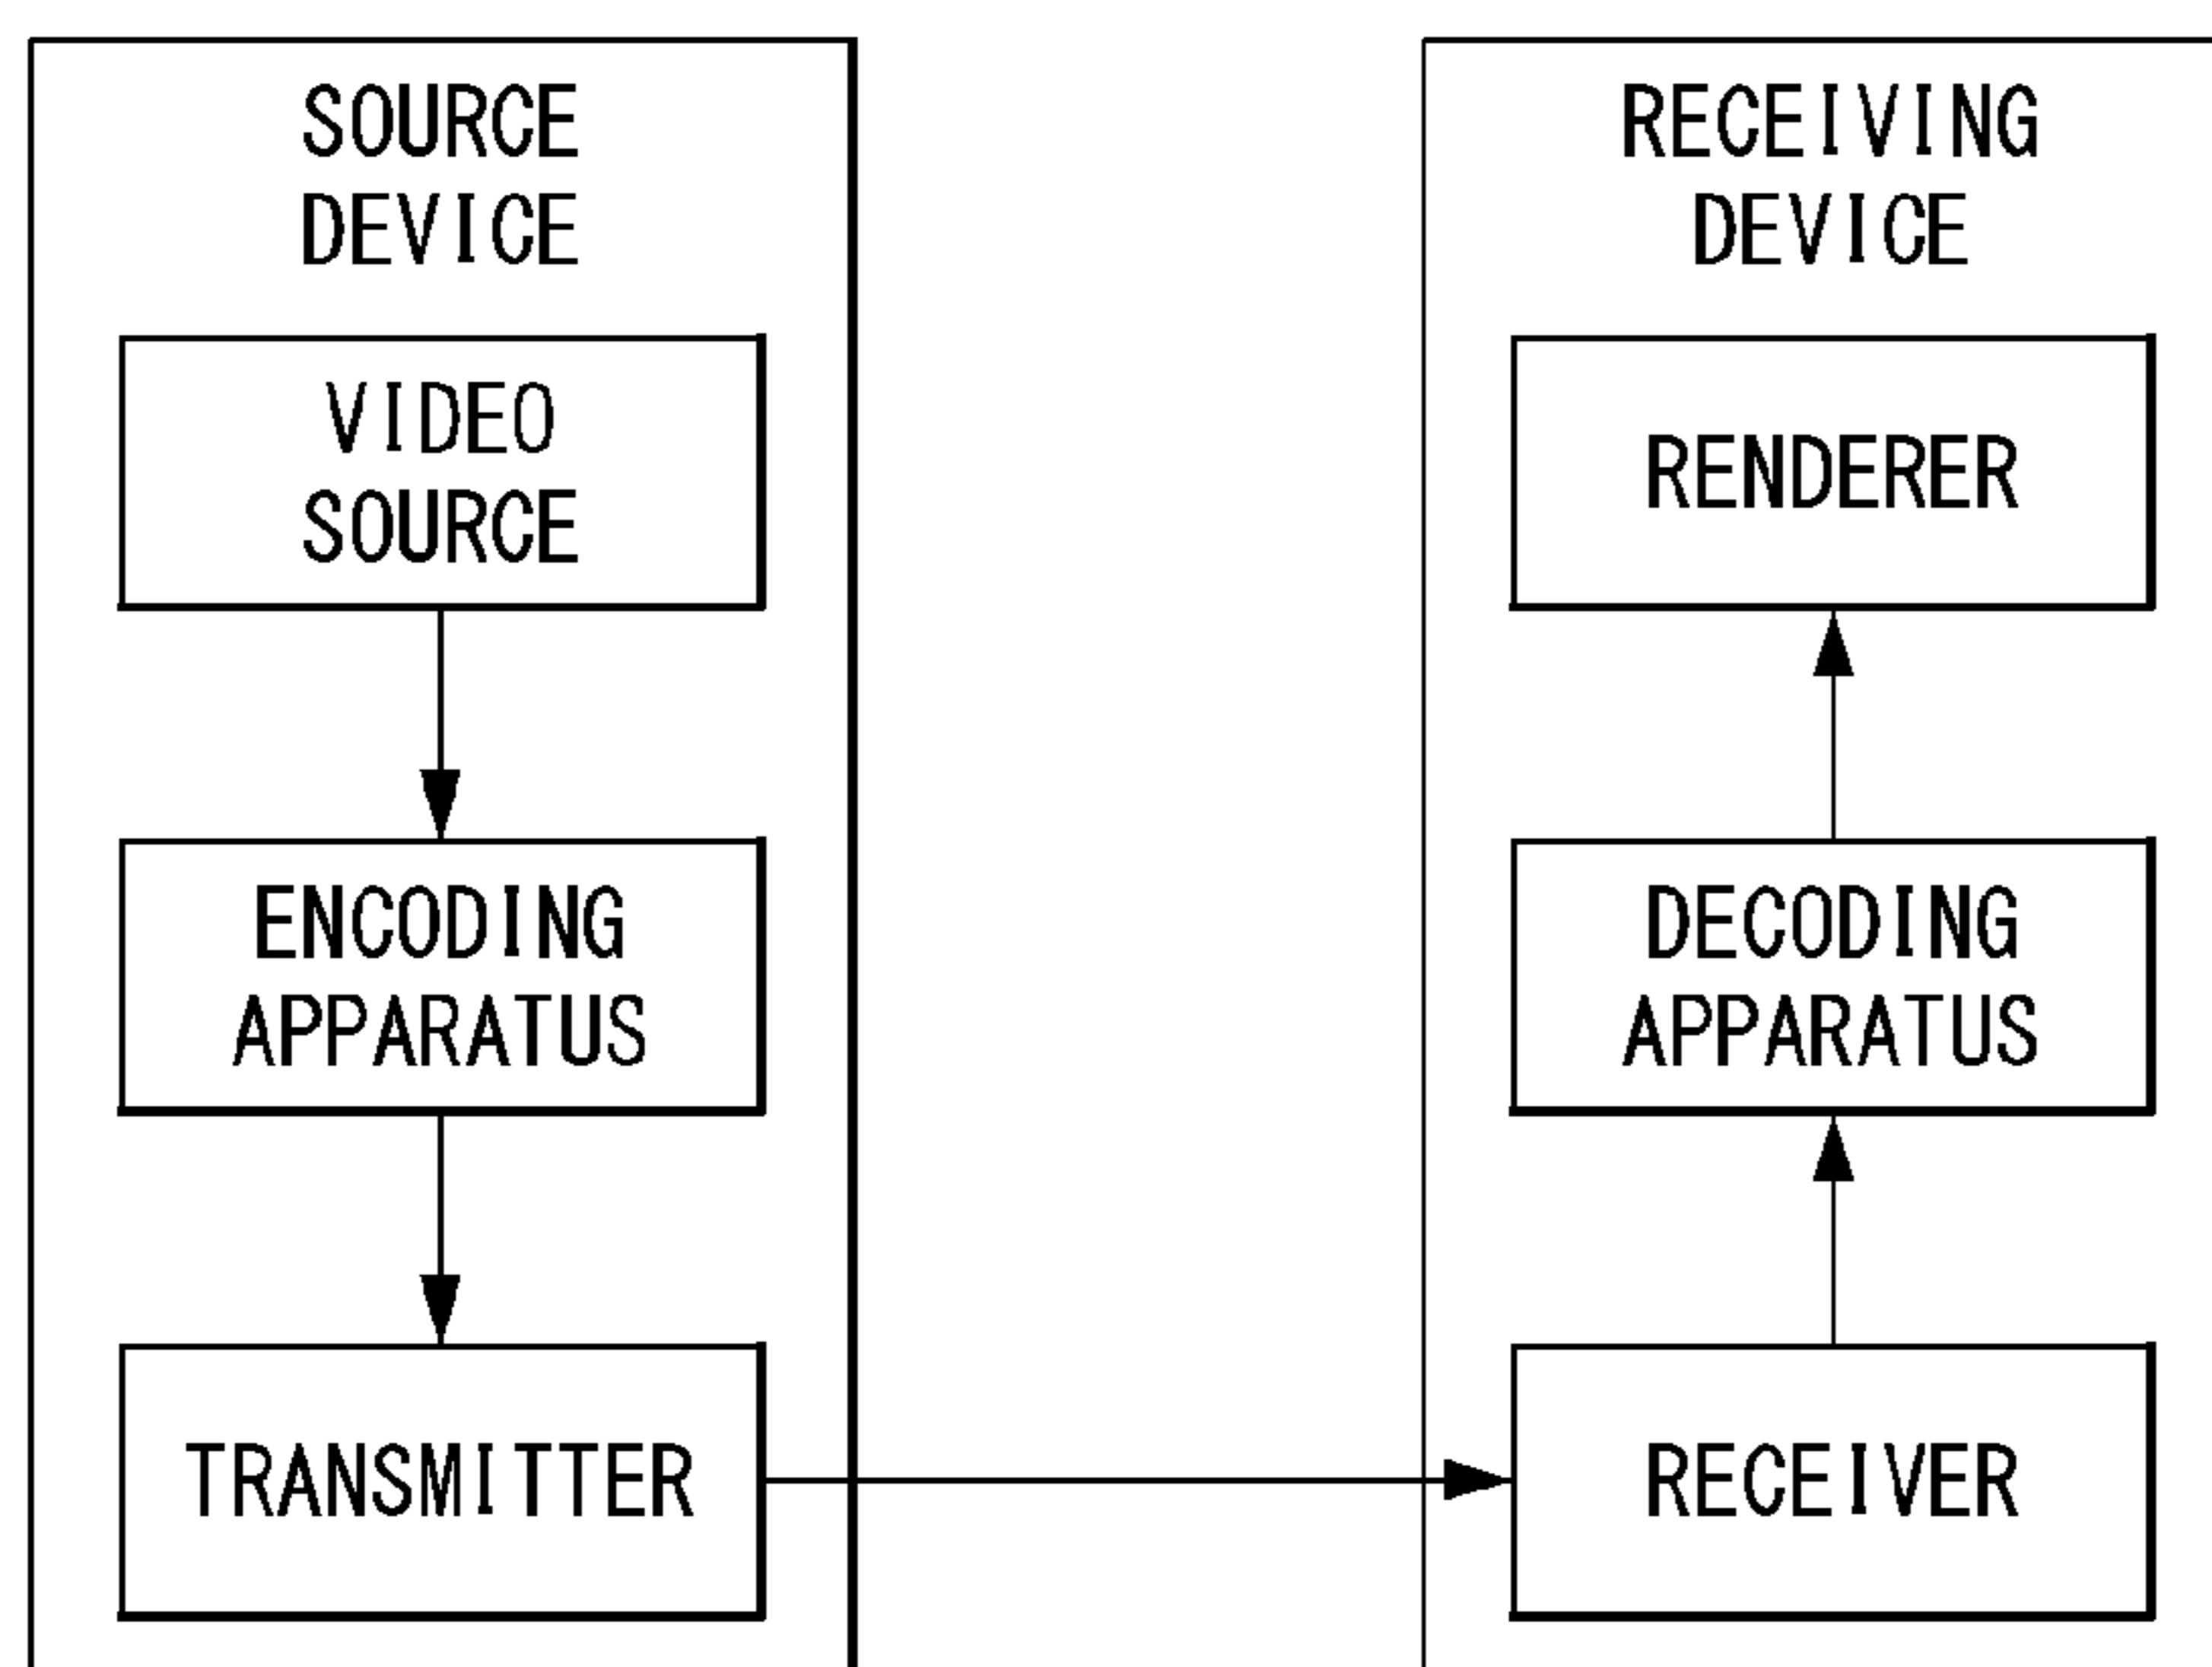 SOURCE
DEVICE
VIDEO
SOURCE
ENCODING
APPARATUS
TRANSMITTER
RECEIVING
DEVICE
RENDERER
DECODING
APPARATUS
RECEIVER